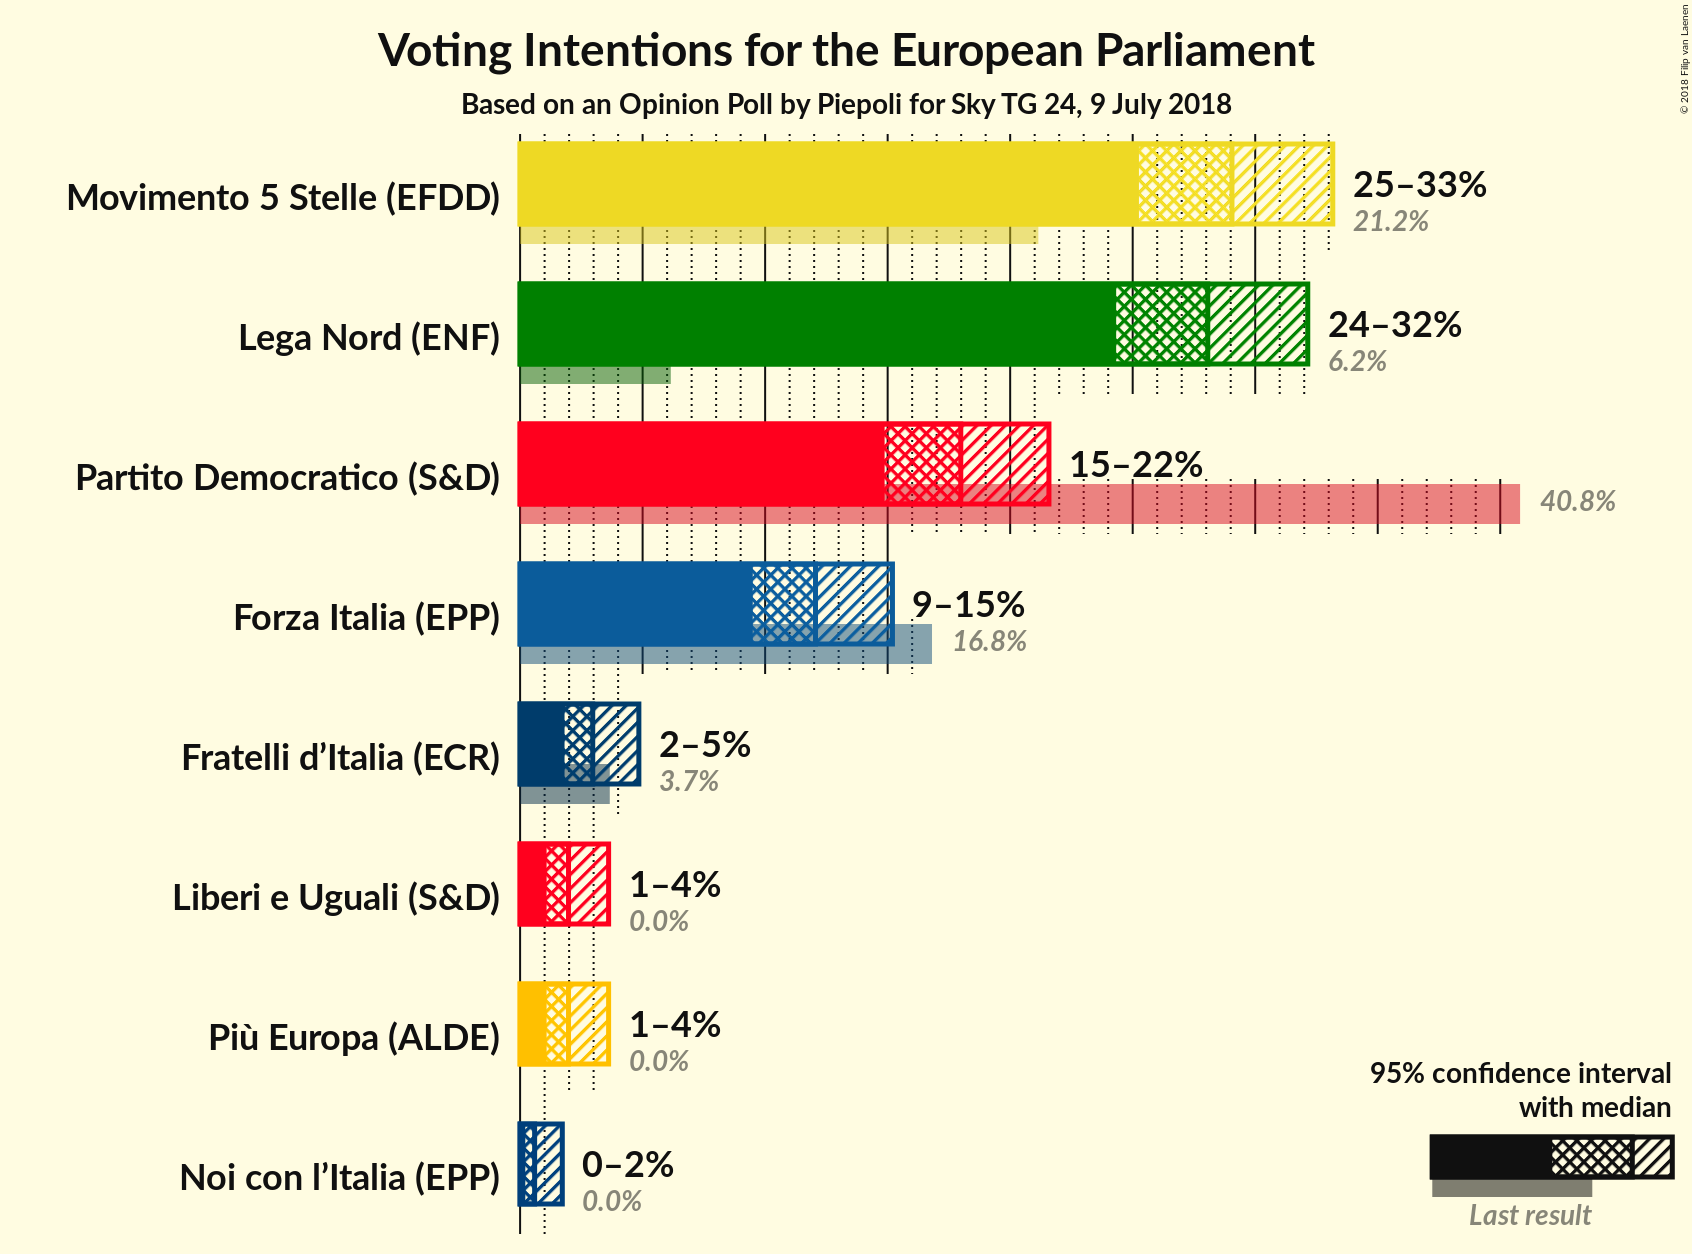 Voting Intentions for the European Parliament
Based on an Opinion Poll by Piepoli for Sky TG 24, 9 July 2018
© 2018 Filip van Laenen
Movimento 5 Stelle (EFDD)
25–33%
21.2%
Lega Nord (ENF)
24–32%
6.2%
Partito Democratico (S&D)
15–22%
40.8%
Forza Italia (EPP)
9–15%
16.8%
Fratelli d’Italia (ECR)
2–5%
3.7%
Liberi e Uguali (S&D)
1–4%
0.0%
Più Europa (ALDE)
1–4%
0.0%
Noi con l’Italia (EPP)
0–2%
0.0%
95% confidence interval
with median
Last result